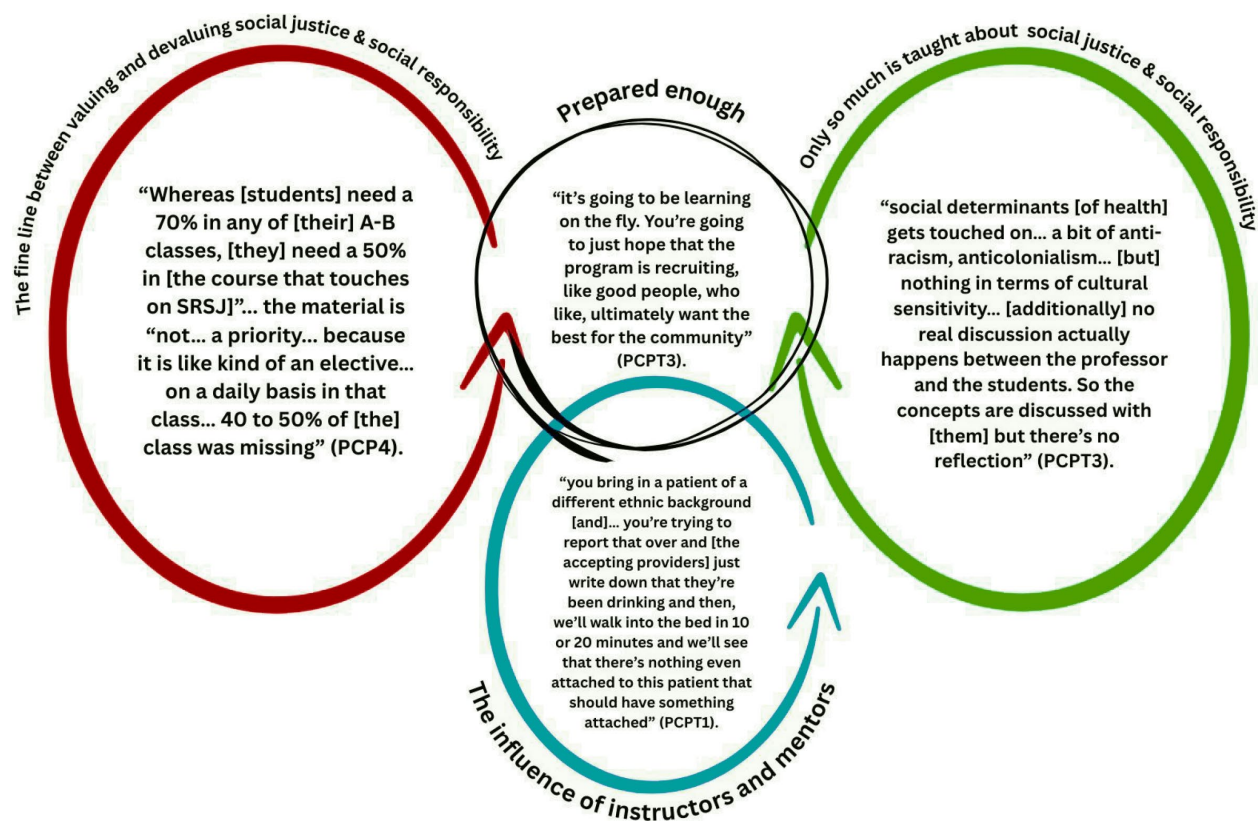 The fine line between valuing and devaluing social justice & social responsibility
“Whereas [students] need a
70% in any of [their] A-B
classes, [they] need a 50%
in [the course that touches
on SRSJ]”... the material is
“not... a priority... because
it is like kind of an elective...
on a daily basis in that
class... 40 to 50% of [the]
class was missing” (PCP4).
Prepared enough
“it’s going to be learning
on the fly. You’re going
to just hope that the
program is recruiting,
like good people, who
like, ultimately want the
best for the community”
(PCPT3).
Only so much is taught about social justice & social responsibility
“social determinants [of health]
gets touched on... a bit of anti-
racism, anticolonialism... [but]
nothing in terms of cultural
sensitivity... [additionally] no
real discussion actually
happens between the professor
and the students. So the
concepts are discussed with
[them] but there’s no
reflection” (PCPT3).
“you bring in a patient of a
different ethnic background
[and]... you’re trying to
report that over and [the
accepting providers] just
write down that they’re
been drinking and then,
we’ll walk into the bed in 10
or 20 minutes and we’ll see
that there’s nothing even
attached to this patient that
should have something
attached” (PCPT1).
The influence of instructors and mentors